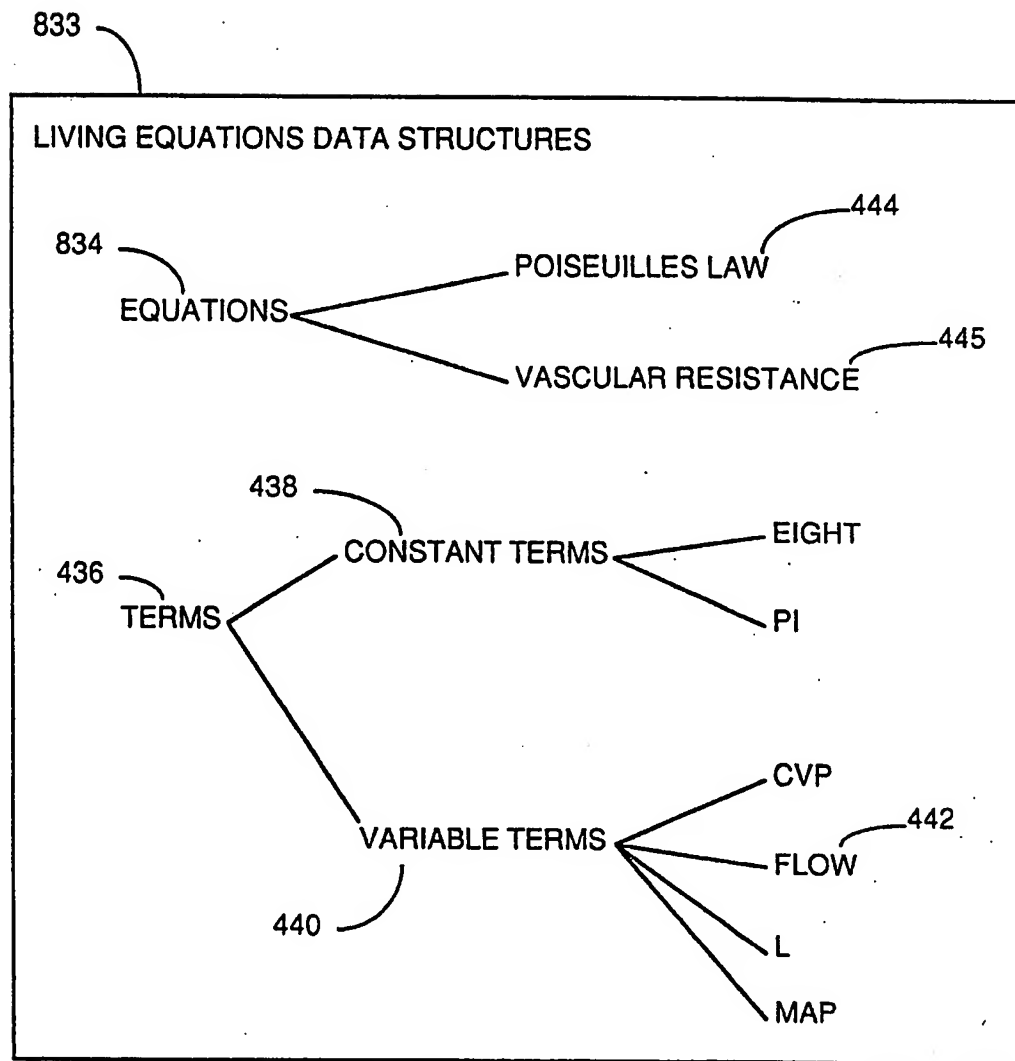 833
LIVING EQUATIONS DATA STRUCTURES
444
834
POISEUILLES LAW
EQUATIONS
445
VASCULAR RESISTANCE
438
EIGHT
CONSTANT TERMS
436
TERMS
PI
CVP
442
VARIABLE TERMS
FLOW
440
L
MAP